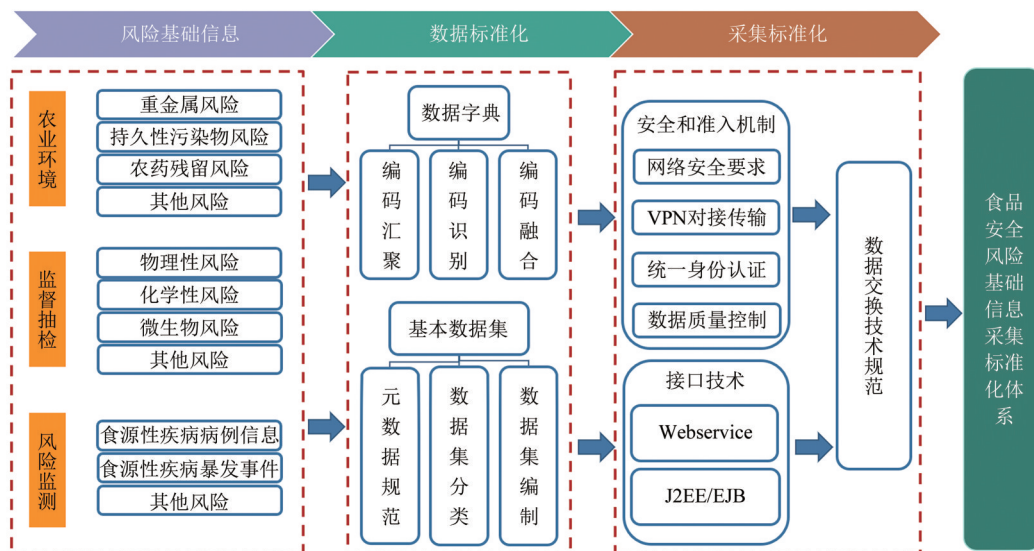 风险基础信息
数据标准化
采集标准化
农业环境
重金属风险
持久性污染物风险
农药残留风险
其他风险
监督抽检
物理性风险
化学性风险
微生物风险
其他风险
风险监测
食源性疾病病例信息
食源性疾病暴发事件
其他风险
数据字典
编码汇聚
编码识别
编码融合
基本数据集
元数据规范
数据集分类
数据集编制
安全和准入机制
网络安全要求
VPN对接传输
统一身份认证
数据质量控制
接口技术
Webservice
J2EE/EJB
数据交换技术规范
食品
安全
风险
基础
信息
采集
标准
化体
系